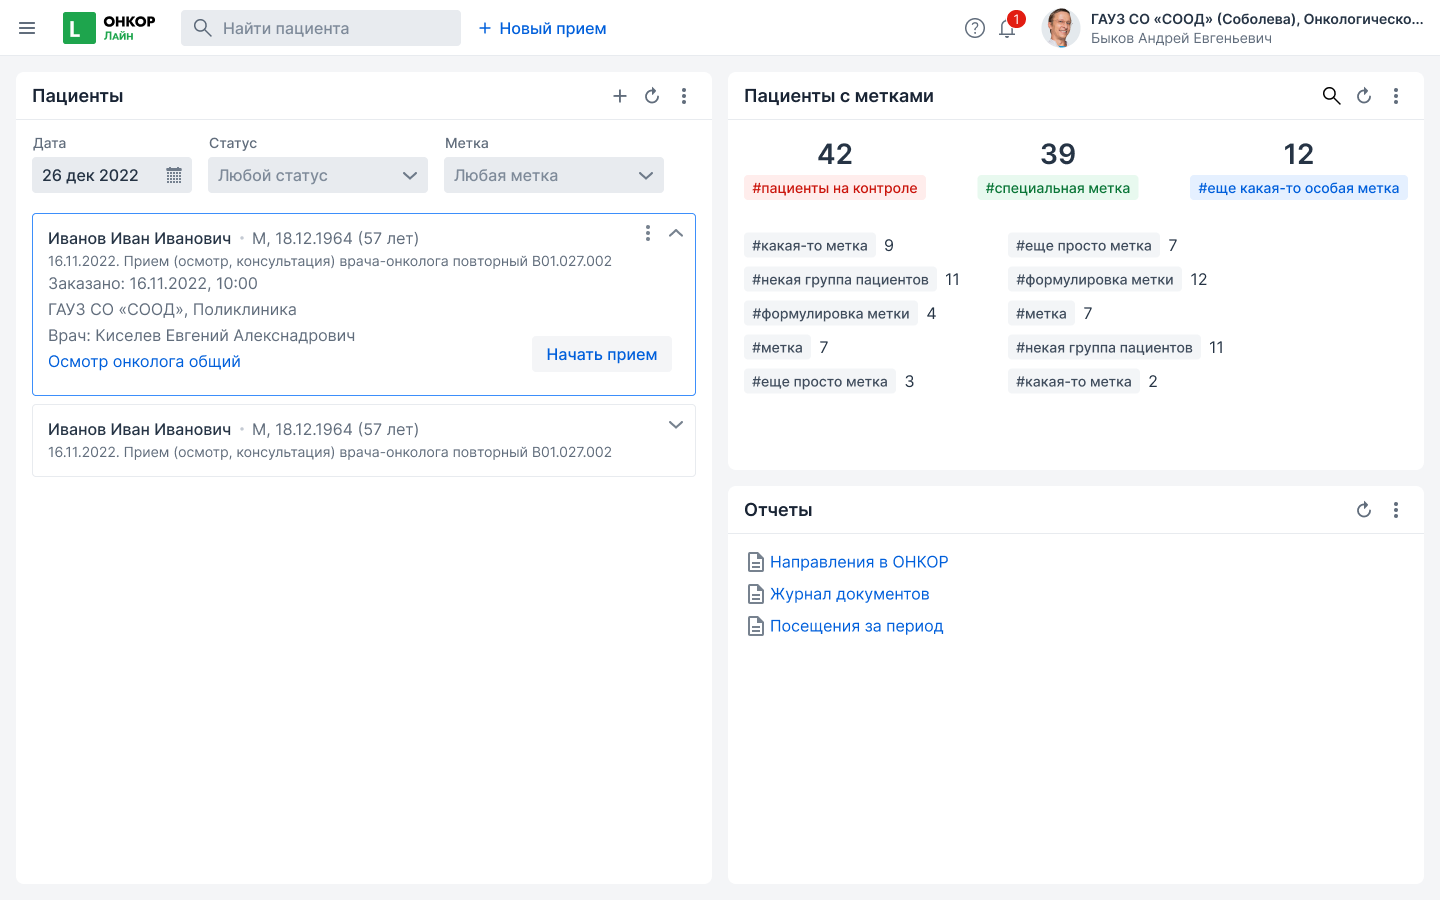 L ОНКОР
Лайн
Найти пациента
+ Новый прием
1
ГАУЗ СО «СООД» (Соболева), Онкологическо...
Быков Андрей Евгеньевич
Пациенты
Дата
Статус
Метка
26 дек 2022
Любой статус
Любая метка
Иванов Иван Иванович • М, 18.12.1964 (57 лет)
16.11.2022. Прием (осмотр, консультация) врача-онколога повторный B01.027.002
Заказано: 16.11.2022, 10:00
ГАУЗ СО «СООД», Поликлиника
Врач: Киселев Евгений Алекснадрович
Осмотр онколога общий
Начать прием
Иванов Иван Иванович • М, 18.12.1964 (57 лет)
16.11.2022. Прием (осмотр, консультация) врача-онколога повторный B01.027.002
Пациенты с метками
42
#пациенты на контроле
39
#специальная метка
12
#еще какая-то особая метка
#какая-то метка 9
#некая группа пациентов 11
#формулировка метки 4
#метка 7
#еще просто метка 3
#еще просто метка 7
#формулировка метки 12
#метка 7
#некая группа пациентов 11
#какая-то метка 2
Отчеты
Направления в ОНКОР
Журнал документов
Посещения за период